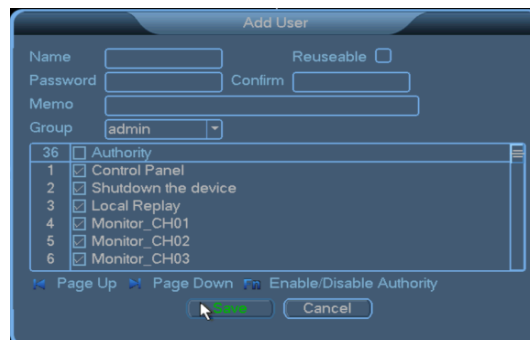 Add User
Name Reuseable
Password Confirm
Memo
Group admin
36 Authority
1 Control Panel
2 Shutdown the device
3 Local Replay
4 Monitor_CH01
5 Monitor_CH02
6 Monitor_CH03
Page Up Page Down Fn Enable/Disable Authority
Save Cancel